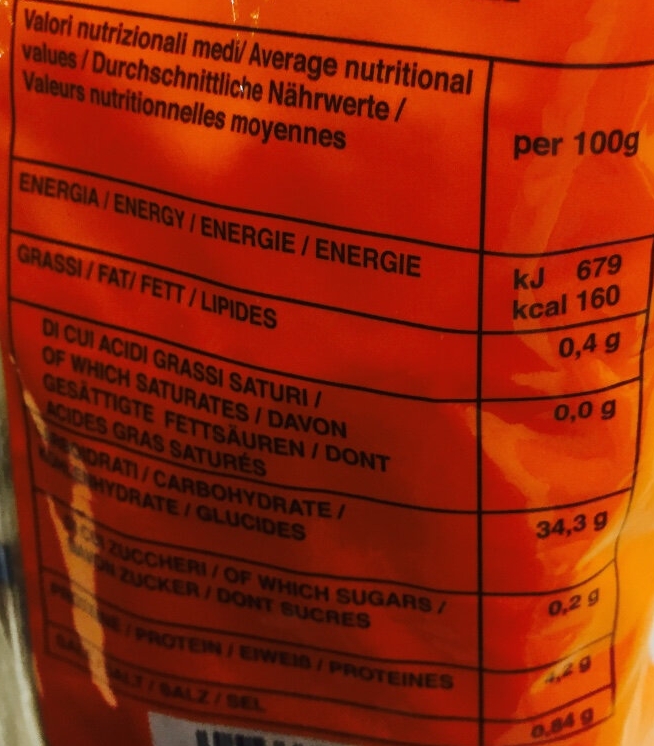 Valori nutrizionali medi/ Average nutritional
values / Durchschnittliche Nährwerte /
Valeurs nutritionnelles moyennes
per 100g
ENERGIA / ENERGY / ENERGIE / ENERGIE
kJ 679
kcal 160
GRASSI / FAT/ FETT / LIPIDES
0,4 g
DI CUI ACIDI GRASSI SATURI /
OF WHICH SATURATES / DAVON
GESÄTTIGTE FETTSÄUREN / DONT
ACIDES GRAS SATURÉS
0,0 g
/ CARBOHYDRATE /
/ GLUCIDES
34,3 g
ZUCCHERI / OF WHICH SUGARS /
ZUCKER / DONT SUCRES
0,2 g
/ PROTEIN / EIWEIß / PROTEINES
4,2 g
SALT / SALZ / SEL
0,84 g